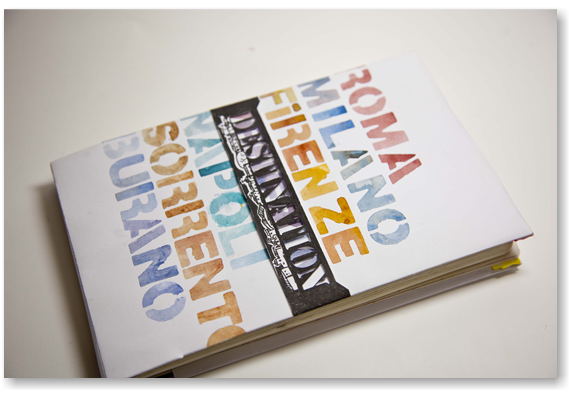 ROMA
MILANO
FiRENZE
DESTINATION
NAPOLI
SORRENTO
BURANO